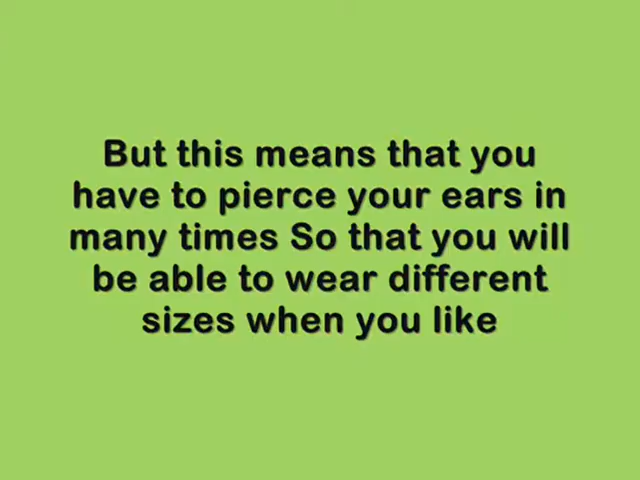 But this means that you
have to pierce your ears in
many times So that you will
be able to wear different
sizes when you like